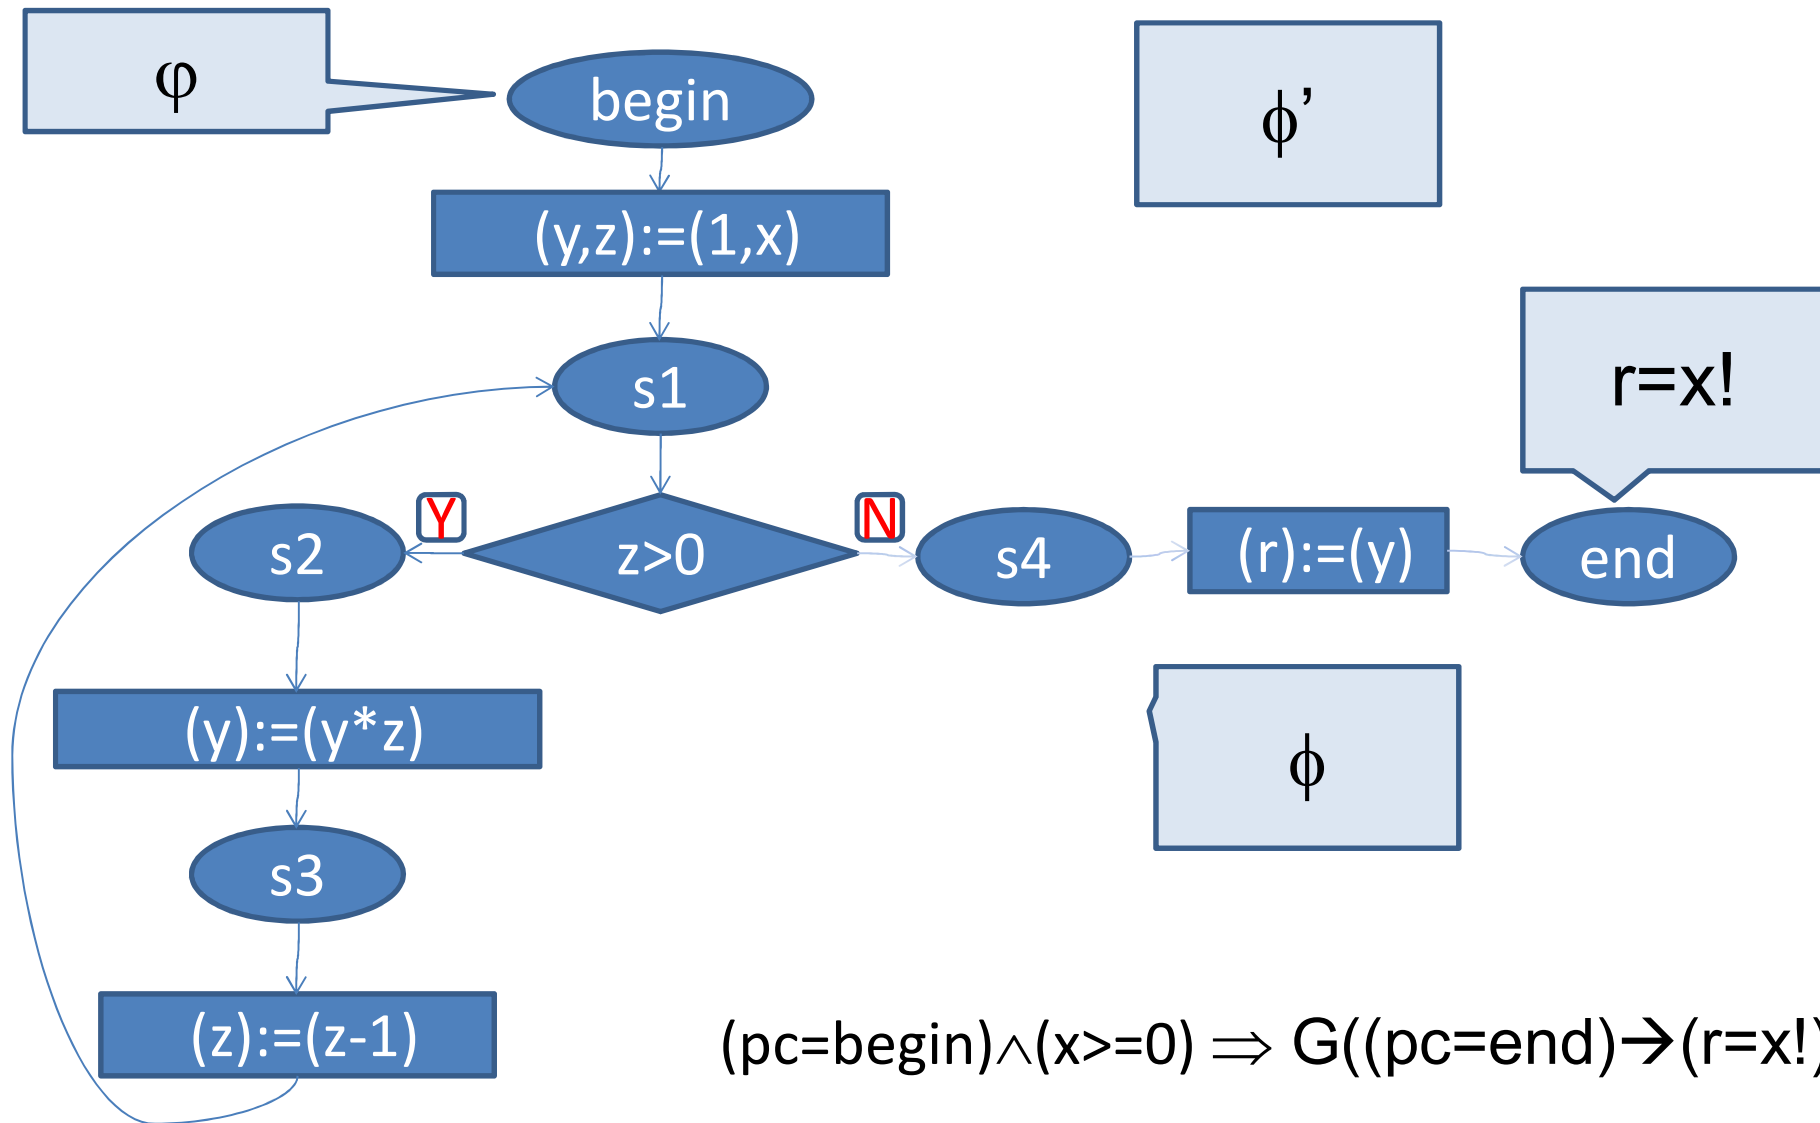 φ
begin
ϕ’
(y,z):=(1,x)
s1
r=x!
Y
N
s2
z>0
s4
(r):=(y)
end
(y):=(y*z)
ϕ
s3
(z):=(z-1)
(pc=begin)∧(x>=0) ⇒ G((pc=end)→(r=x!)